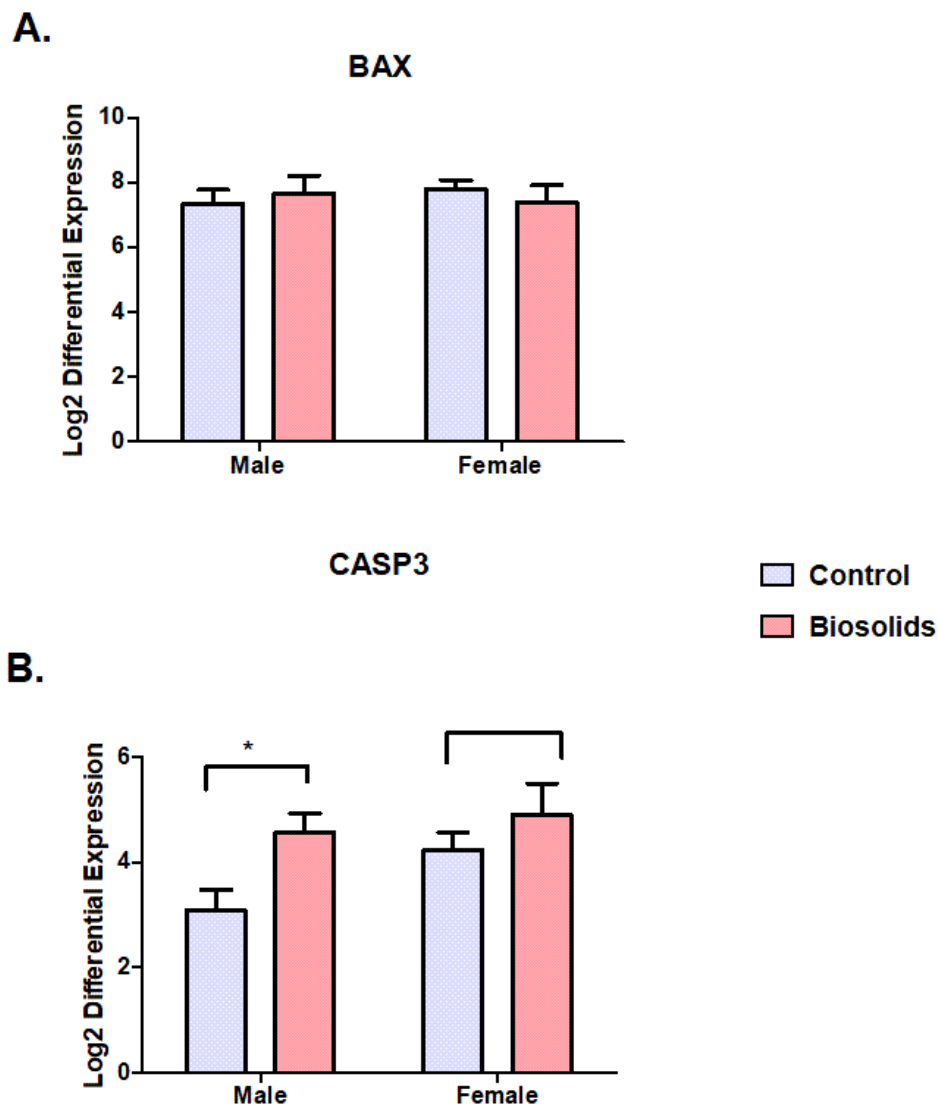 A.
BAX
Log2 Differential Expression
10
8
6
4
2
0
Male Female
CASP3
Control
Biosolids
B.
Log2 Differential Expression
6
4
2
0
*
Male Female